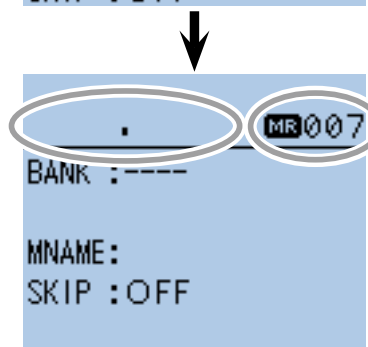 . MR007
BANK :----
MNAME:
SKIP :OFF